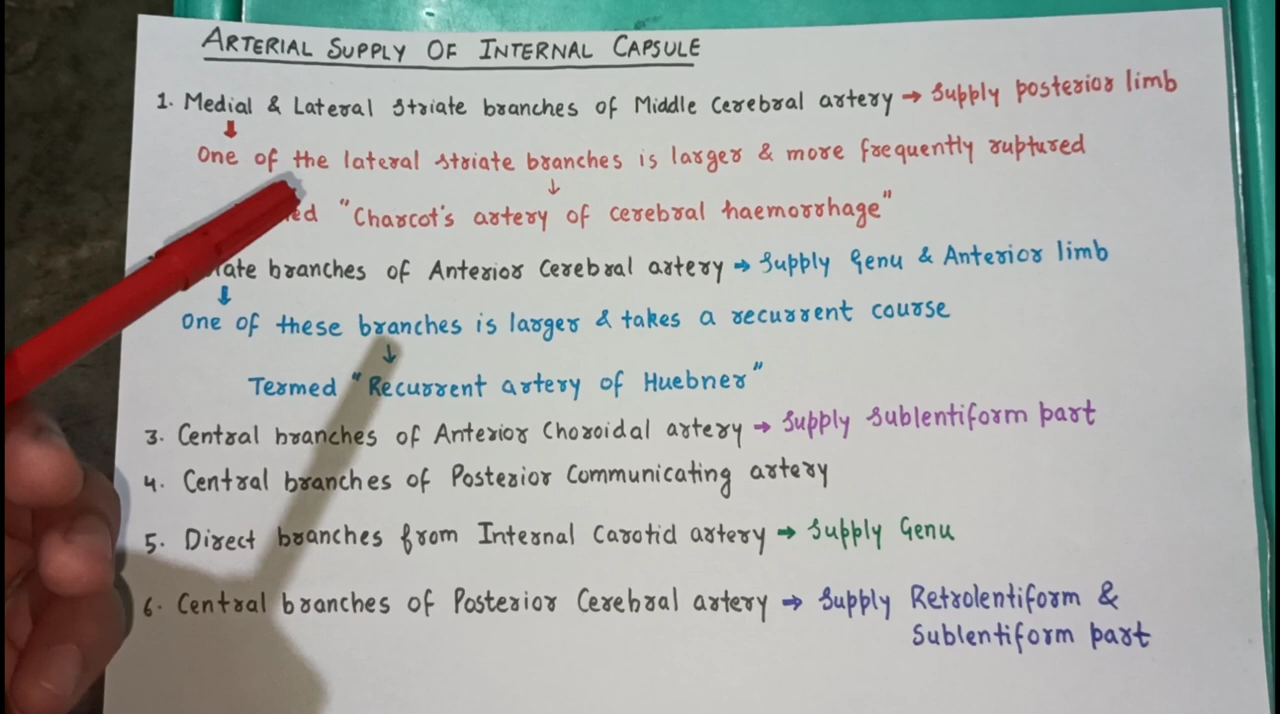 ARTERIAL SUPPLY OF INTERNAL CAPSULE
1. Medial & Lateral striate branches of Middle Cerebral artery → Supply posterior limb
↓
One of the lateral striate branches is larger & more frequently ruptured
↓
"Charcot's artery of cerebral haemorrhage"
branches of Anterior Cerebral artery → Supply Genu & Anterior limb
↓
One of these branches is larger & takes a recurrent course
↓
Termed "Recurrent artery of Huebner"
3. Central branches of Anterior Choroidal artery → Supply Sublentiform part
4. Central branches of Posterior Communicating artery
5. Direct branches from Internal Carotid artery → Supply Genu
6. Central branches of Posterior Cerebral artery → Supply Retrolentiform &
Sublentiform part